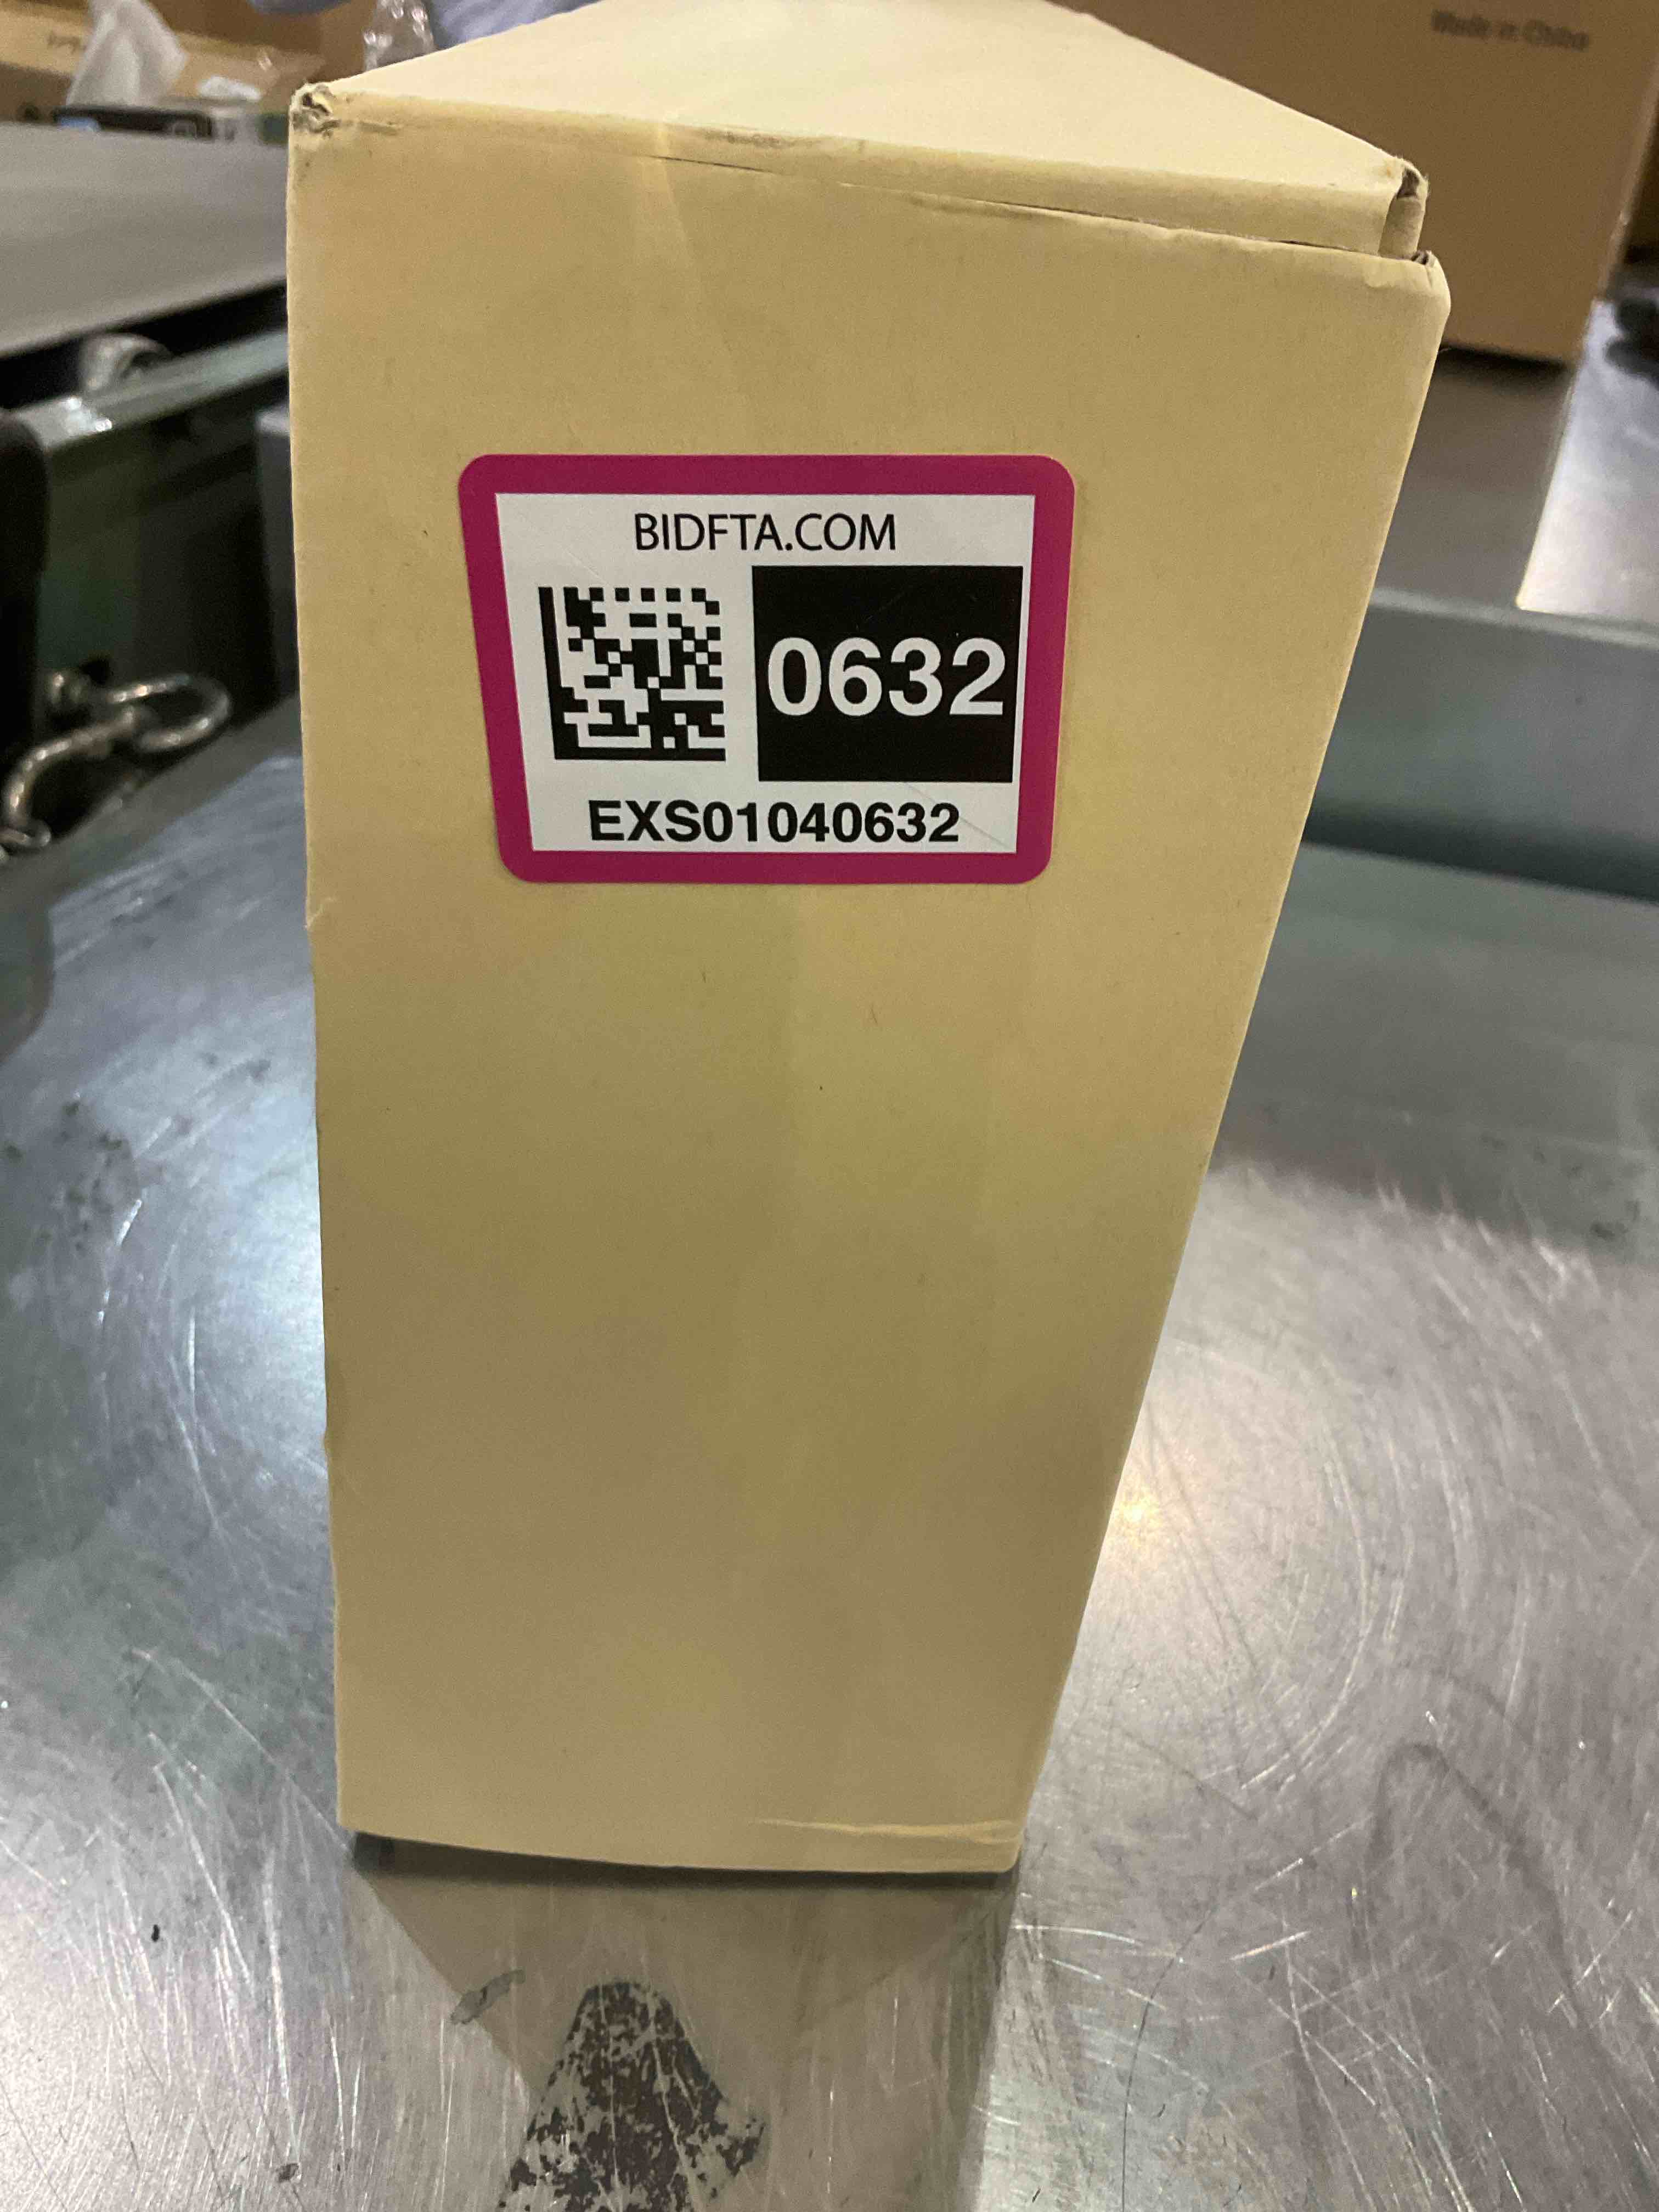 Made in China
BIDFTA.COM
0632
EXS01040632